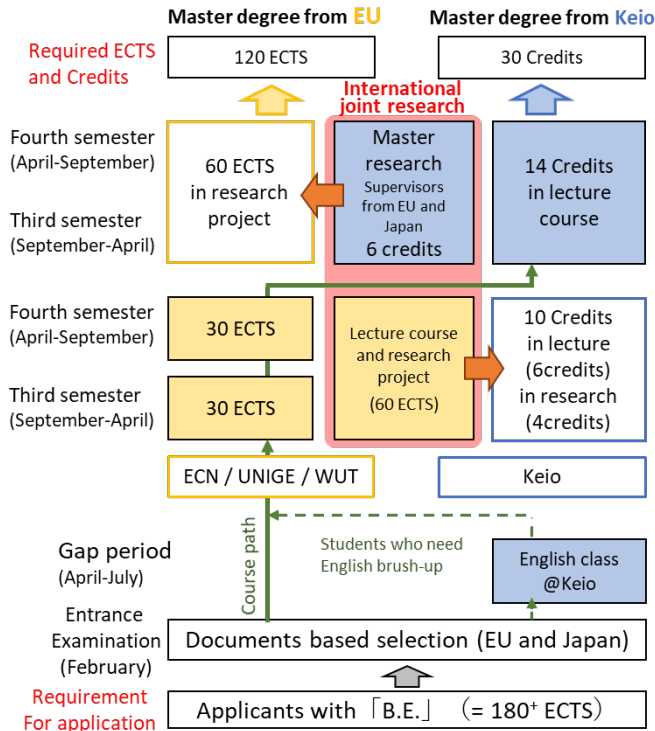 Master degree from EU
Master degree from Keio
Required ECTS
and Credits
120 ECTS
30 Credits
International
joint research
Fourth semester
(April-September)
Third semester
(September-April)
60 ECTS
in research
project
Master
research
Supervisors
from EU and
Japan
6 credits
14 Credits
in lecture
course
Fourth semester
(April-September)
Third semester
(September-April)
30 ECTS
30 ECTS
Lecture course
and research
project
(60 ECTS)
10 Credits
in lecture
(6credits)
in research
(4credits)
ECN / UNIGE / WUT
Keio
Gap period
(April-July)
Course path
Students who need
English brush-up
English class
@Keio
Entrance
Examination
(February)
Documents based selection (EU and Japan)
Requirement
For application
Applicants with「B.E.」 (= 180⁺ ECTS)